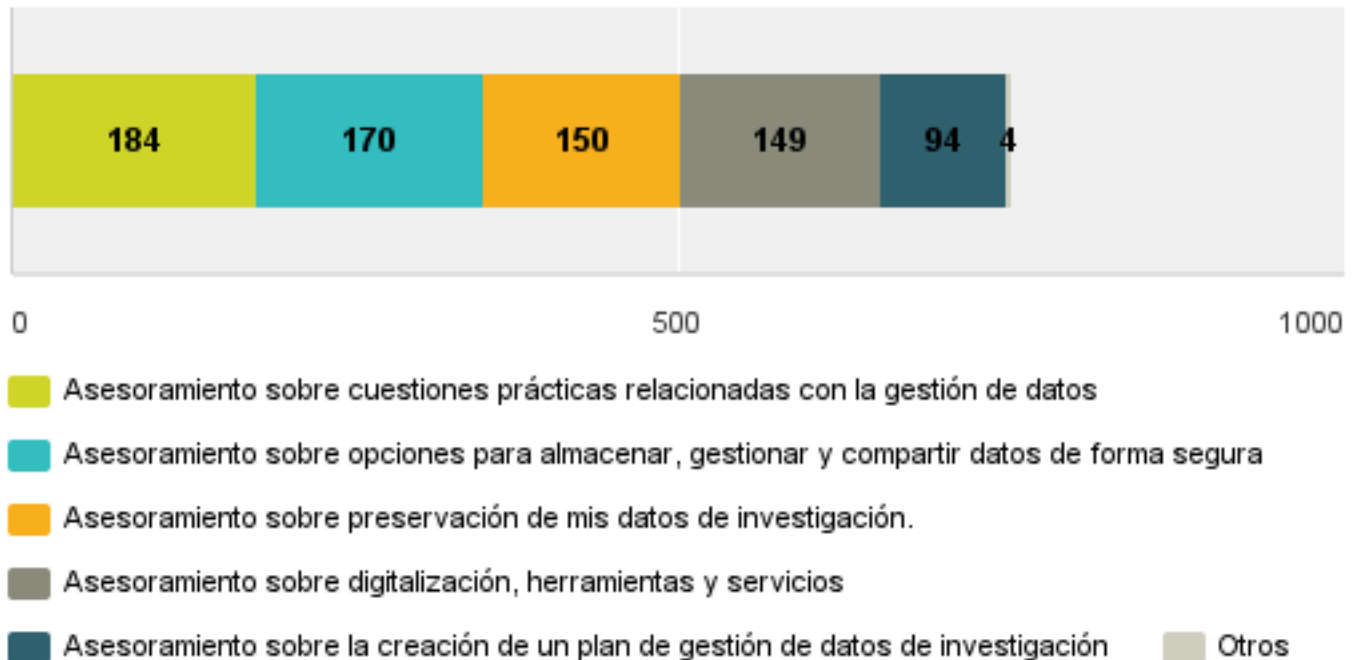 184 170 150 149 94 4
0 500 1000
Asesoramiento sobre cuestiones prácticas relacionadas con la gestión de datos
Asesoramiento sobre opciones para almacenar, gestionar y compartir datos de forma segura
Asesoramiento sobre preservación de mis datos de investigación.
Asesoramiento sobre digitalización, herramientas y servicios
Asesoramiento sobre la creación de un plan de gestión de datos de investigación Otros